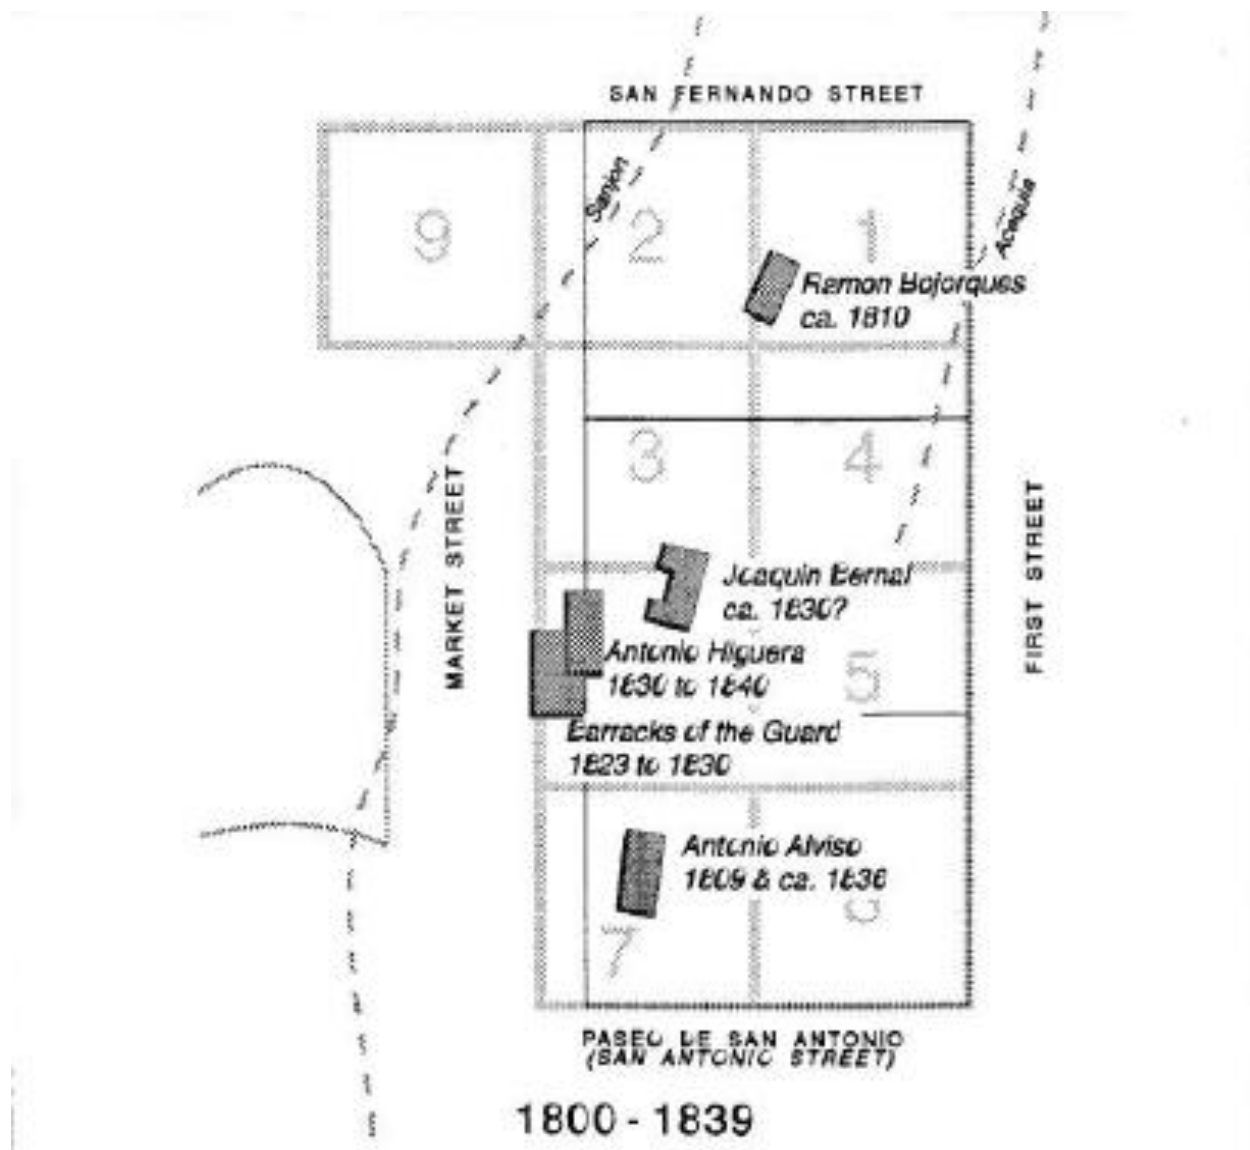 SAN FERNANDO STREET
Sanjon
Acequia
9
2
1
Ramon Bojorques
ca. 1810
3
4
MARKET STREET
FIRST STREET
Joaquin Bernal
ca. 1830?
Antonio Higuera
1830 to 1840
Barracks of the Guard
1823 to 1830
Antonio Alviso
1809 & ca. 1836
7
PASEO DE SAN ANTONIO
(SAN ANTONIO STREET)
1800 - 1839